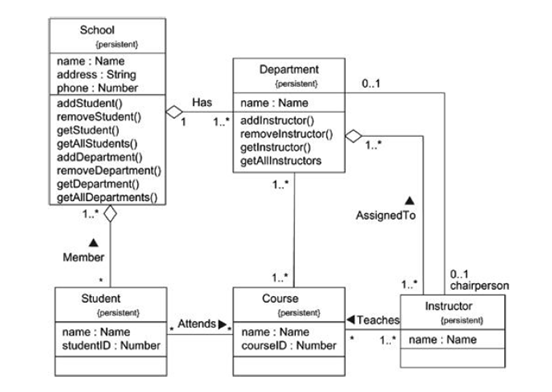 School
{persistent}
name : Name
address : String
phone : Number
addStudent()
removeStudent()
getStudent()
getAllStudents()
addDepartment()
removeDepartment()
getDepartment()
getAllDepartments()
Has
1
1..*
Department
{persistent}
name : Name
addInstructor()
removeInstructor()
getInstructor()
getAllInstructors
0..1
1..*
1..*
AssignedTo
1..*
Member
*
1..*
1..*
0..1
chairperson
Student
{persistent}
name : Name
studentID : Number
* Attends *
Course
{persistent}
name : Name
courseID : Number
Teaches
* 1..*
Instructor
{persistent}
name : Name